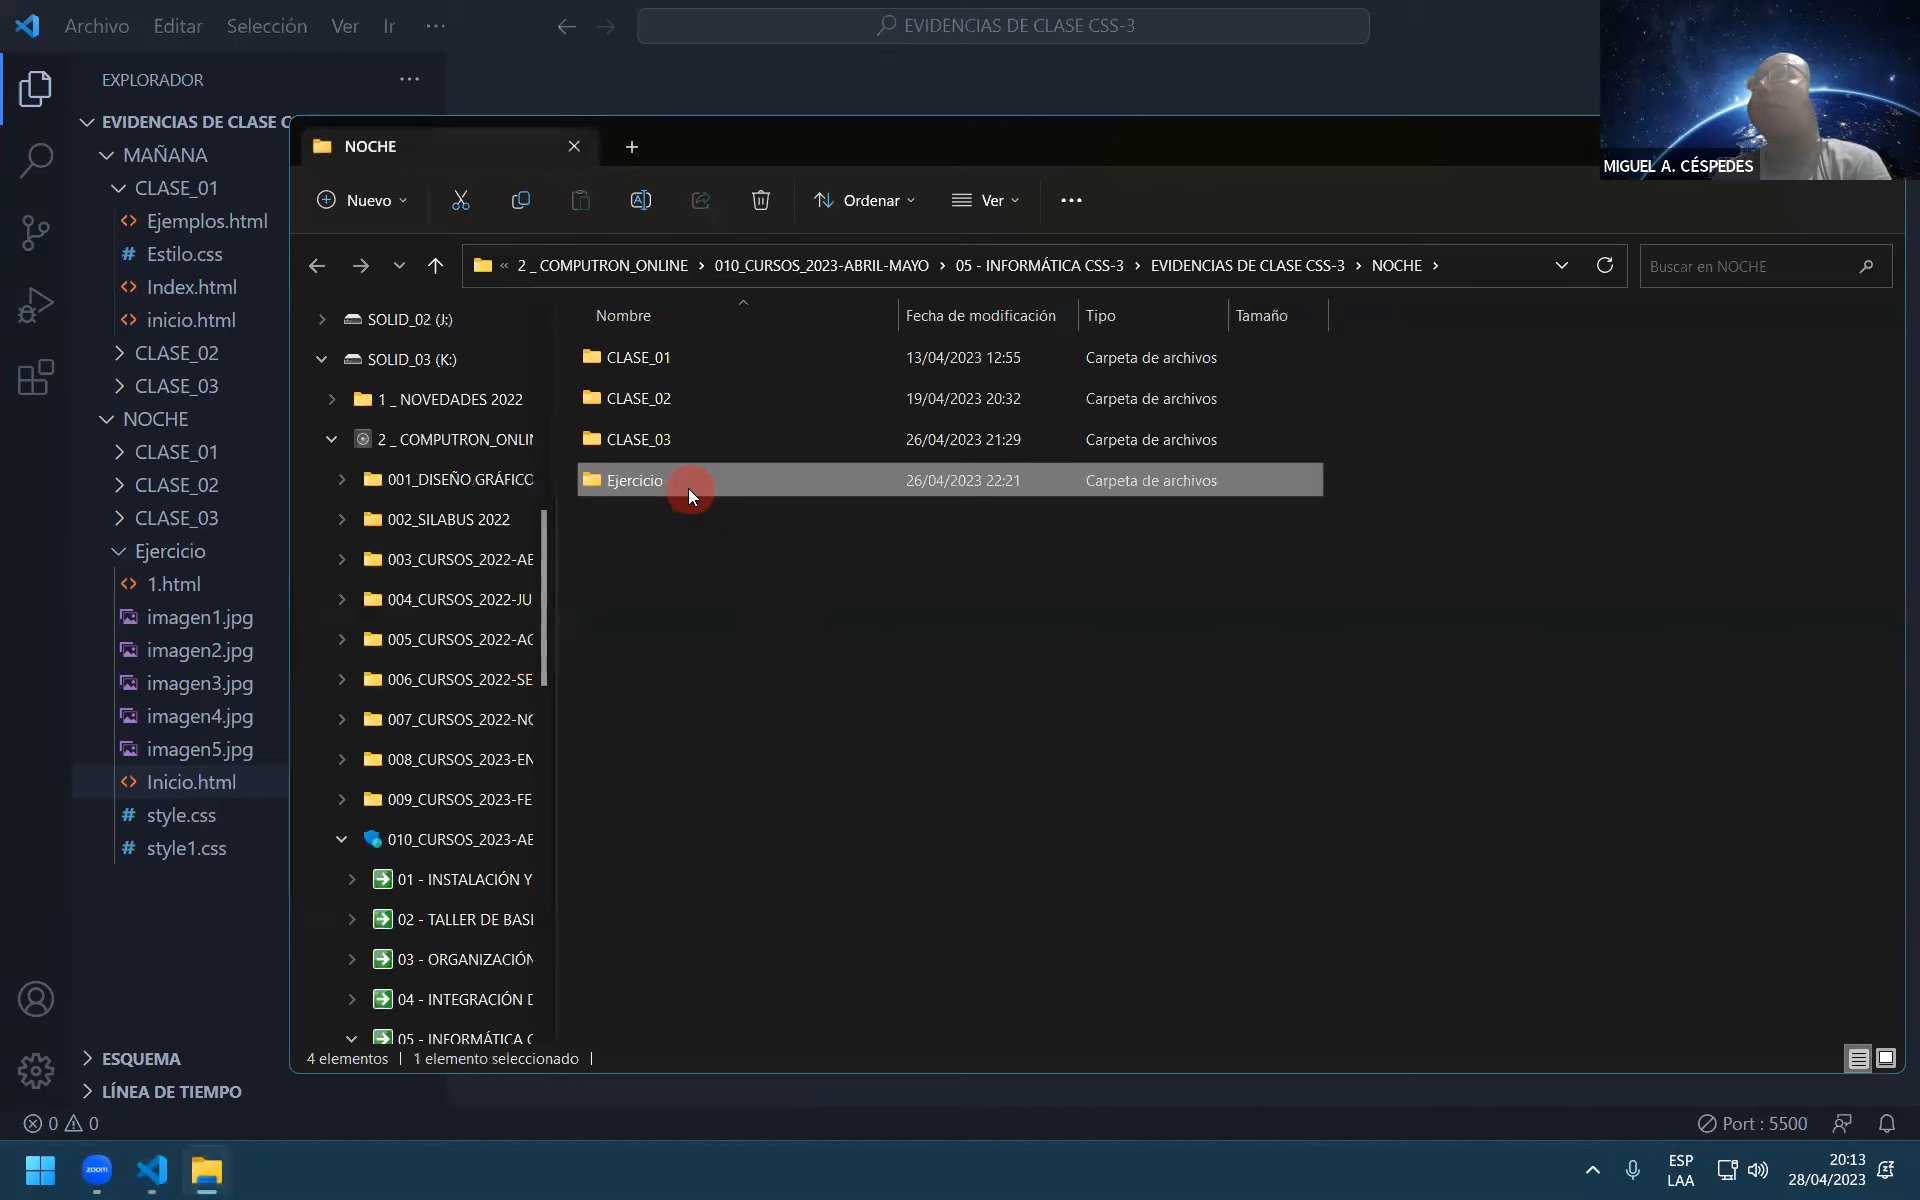 Archivo Editar Selección Ver Ir ···
EVIDENCIAS DE CLASE CSS-3
MIGUEL A. CÉSPEDES
EXPLORADOR
EVIDENCIAS DE CLASE C
MAÑANA
CLASE_01
Ejemplos.html
Estilo.css
Index.html
inicio.html
CLASE_02
CLASE_03
NOCHE
CLASE_01
CLASE_02
CLASE_03
Ejercicio
1.html
imagen1.jpg
imagen2.jpg
imagen3.jpg
imagen4.jpg
imagen5.jpg
Inicio.html
style.css
style1.css
ESQUEMA
LÍNEA DE TIEMPO
0 0
Port : 5500
NOCHE
Nuevo Ordenar Ver
« 2 _ COMPUTRON_ONLINE › 010_CURSOS_2023-ABRIL-MAYO › 05 - INFORMÁTICA CSS-3 › EVIDENCIAS DE CLASE CSS-3 › NOCHE ›
Buscar en NOCHE
SOLID_02 (J:)
SOLID_03 (K:)
1 _ NOVEDADES 2022
2 _ COMPUTRON_ONLIN
001_DISEÑO GRÁFICO
002_SILABUS 2022
003_CURSOS_2022-AB
004_CURSOS_2022-JU
005_CURSOS_2022-AG
006_CURSOS_2022-SE
007_CURSOS_2022-NO
008_CURSOS_2023-EN
009_CURSOS_2023-FE
010_CURSOS_2023-AB
01 - INSTALACIÓN Y
02 - TALLER DE BASE
03 - ORGANIZACIÓN
04 - INTEGRACIÓN D
05 - INFORMÁTICA C
Nombre Fecha de modificación Tipo Tamaño
CLASE_01 13/04/2023 12:55 Carpeta de archivos
CLASE_02 19/04/2023 20:32 Carpeta de archivos
CLASE_03 26/04/2023 21:29 Carpeta de archivos
Ejercicio 26/04/2023 22:21 Carpeta de archivos
4 elementos | 1 elemento seleccionado |
zoom
ESP
LAA
20:13
28/04/2023